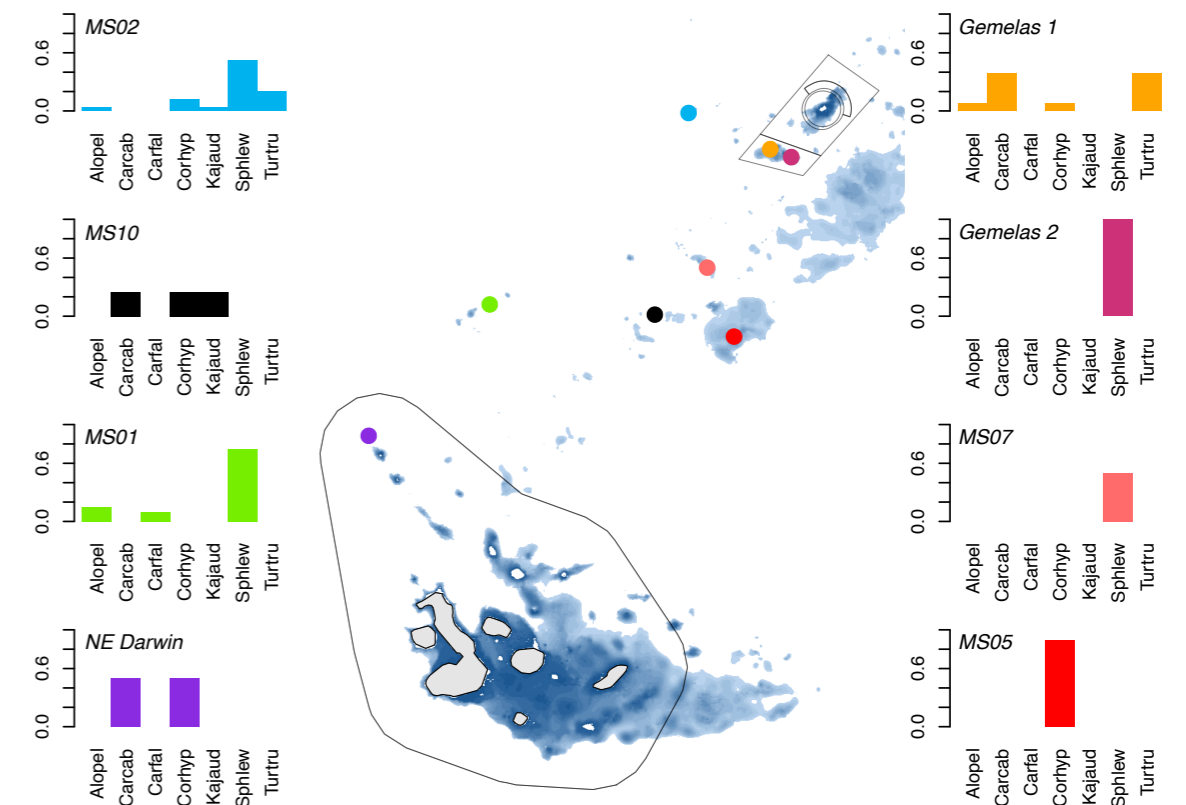 MS02
0.6
0.0
Alopel
Carcab
Carfal
Corhyp
Kajaud
Sphlew
Turtru
MS10
0.6
0.0
Alopel
Carcab
Carfal
Corhyp
Kajaud
Sphlew
Turtru
MS01
0.6
0.0
Alopel
Carcab
Carfal
Corhyp
Kajaud
Sphlew
Turtru
NE Darwin
0.6
0.0
Alopel
Carcab
Carfal
Corhyp
Kajaud
Sphlew
Turtru
Gemelas 1
0.6
0.0
Alopel
Carcab
Carfal
Corhyp
Kajaud
Sphlew
Turtru
Gemelas 2
0.6
0.0
Alopel
Carcab
Carfal
Corhyp
Kajaud
Sphlew
Turtru
MS07
0.6
0.0
Alopel
Carcab
Carfal
Corhyp
Kajaud
Sphlew
Turtru
MS05
0.6
0.0
Alopel
Carcab
Carfal
Corhyp
Kajaud
Sphlew
Turtru